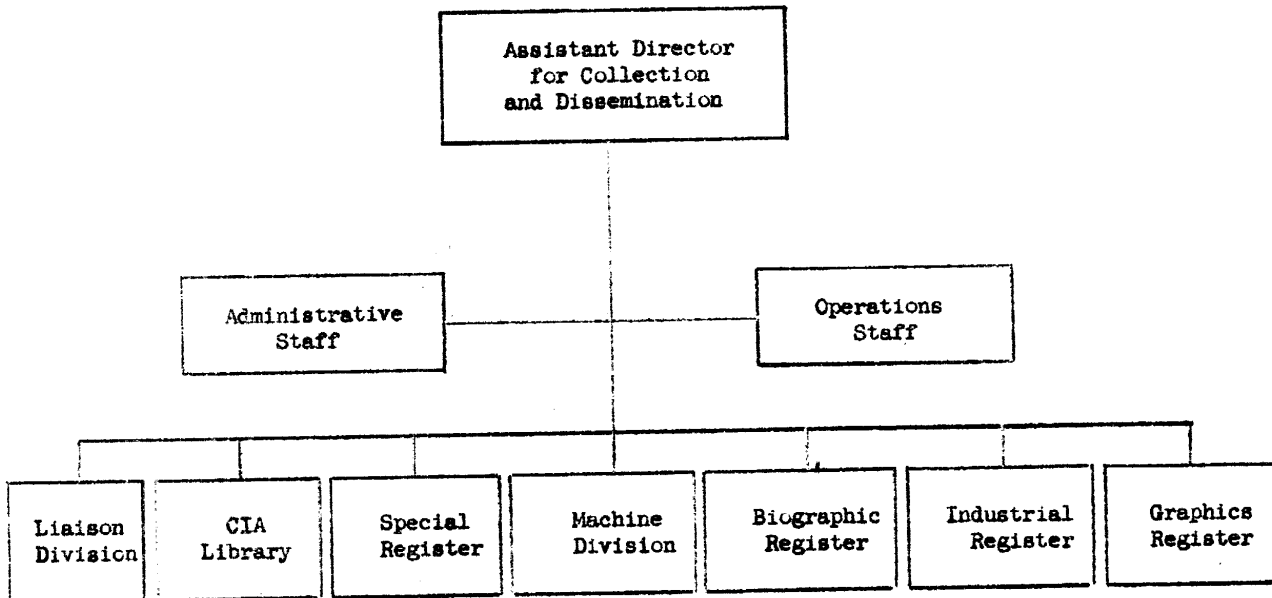 Assistant Director
for Collection
and Dissemination
Administrative
Staff
Operations
Staff
Liaison
Division
CIA
Library
Special
Register
Machine
Division
Biographic
Register
Industrial
Register
Graphics
Register